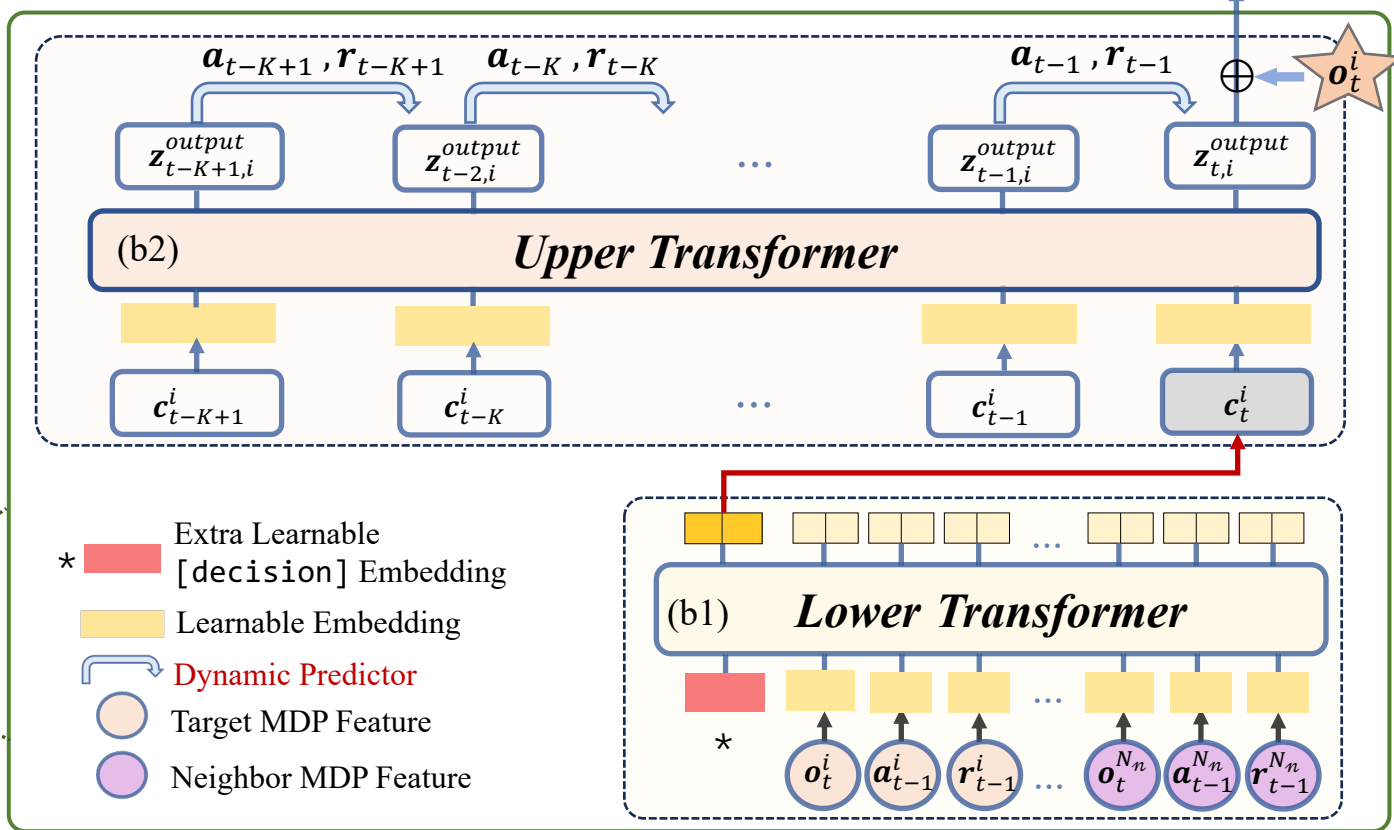 a_{t-K+1}, r_{t-K+1} a_{t-K}, r_{t-K} a_{t-1}, r_{t-1} ⊕ o_t^i
z_{t-K+1,i}^{output} z_{t-2,i}^{output} ... z_{t-1,i}^{output} z_{t,i}^{output}
(b2) Upper Transformer
c_{t-K+1}^i c_{t-K}^i ... c_{t-1}^i c_t^i
* Extra Learnable
[decision] Embedding
Learnable Embedding
Dynamic Predictor
Target MDP Feature
Neighbor MDP Feature
...
(b1) Lower Transformer
...
*
o_t^i a_{t-1}^i r_{t-1}^i ... o_t^{N_n} a_{t-1}^{N_n} r_{t-1}^{N_n}